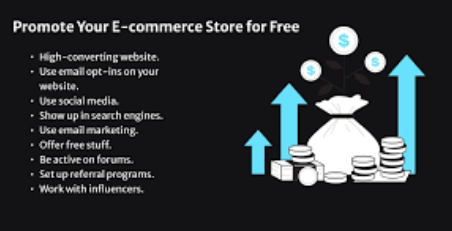 Promote Your E-commerce Store for Free
• High-converting website.
• Use email opt-ins on your
website.
• Use social media.
• Show up in search engines.
• Use email marketing.
• Offer free stuff.
• Be active on forums.
• Set up referral programs.
• Work with influencers.
$
$
$